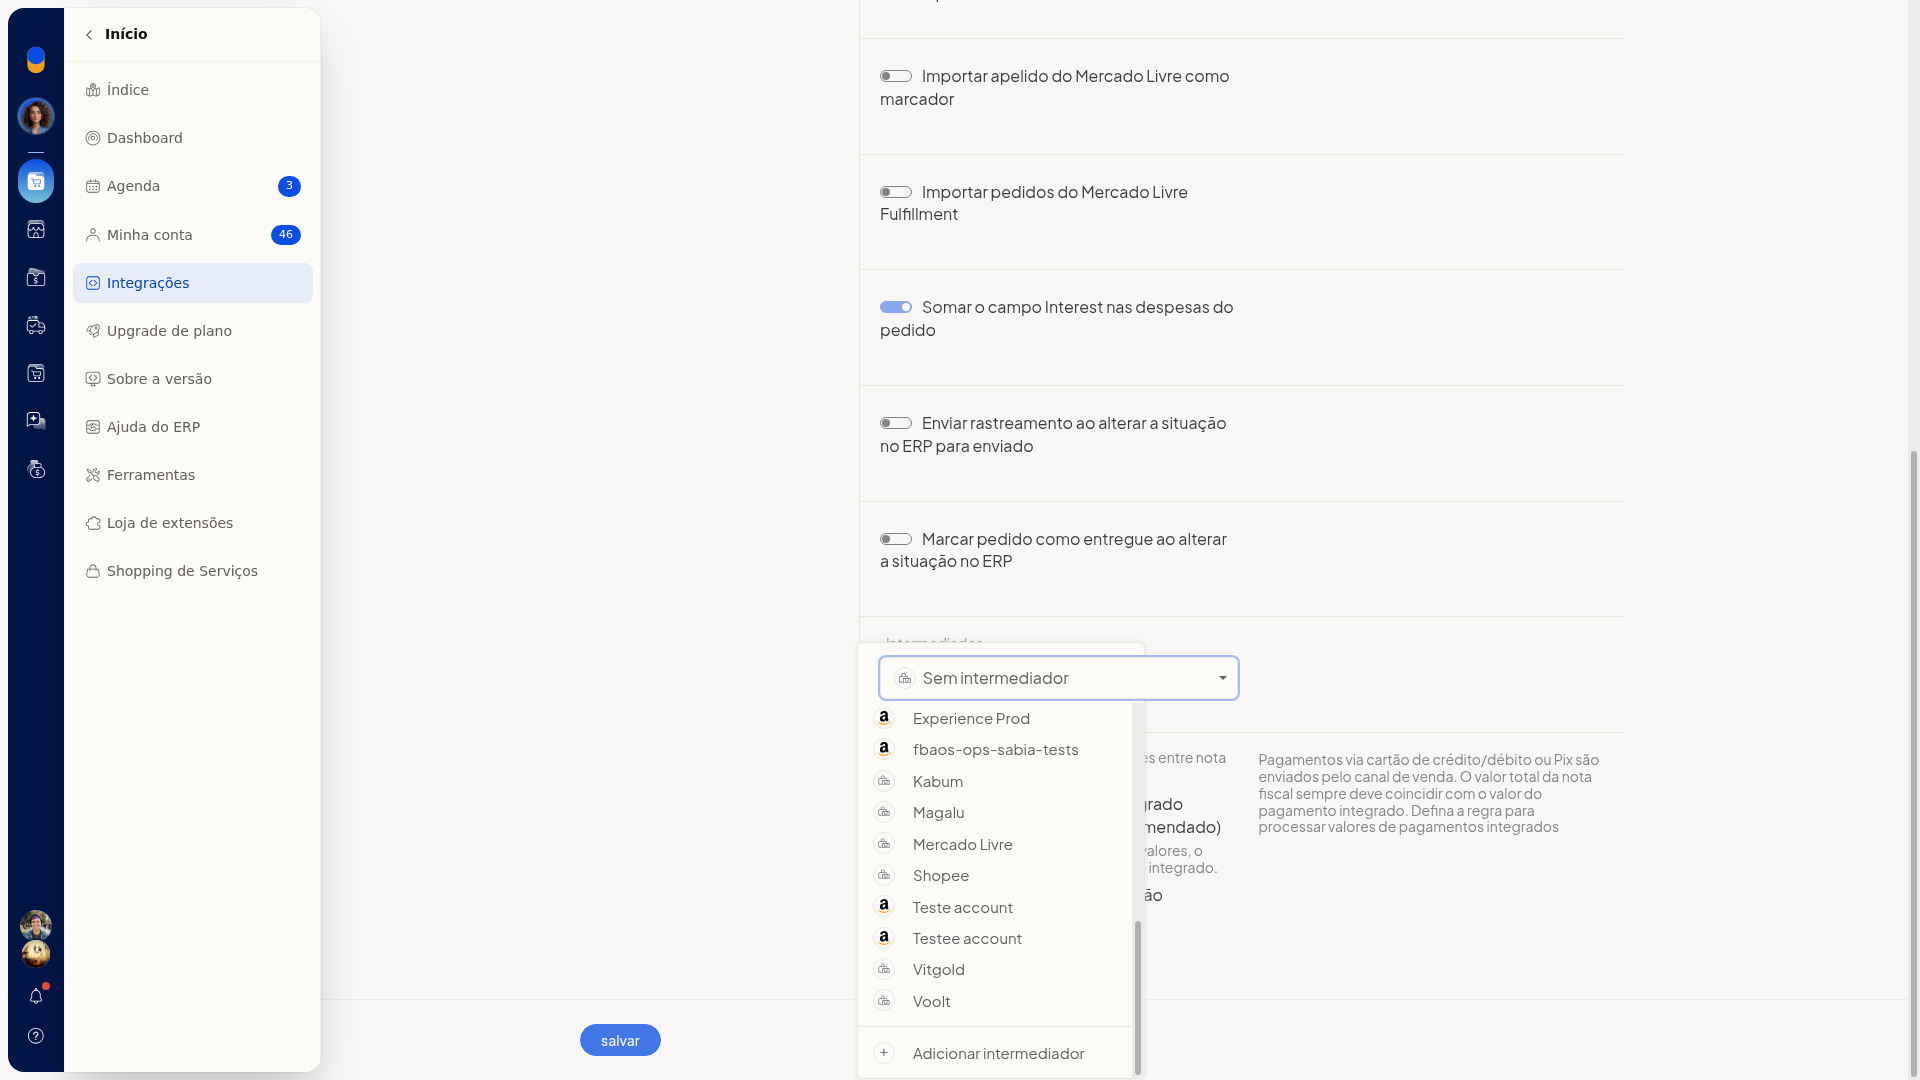 Início
Índice
Dashboard
Agenda
3
Minha conta
46
Integrações
Upgrade de plano
Sobre a versão
Ajuda do ERP
Ferramentas
Loja de extensões
Shopping de Serviços
Importar apelido do Mercado Livre como
marcador
Importar pedidos do Mercado Livre
Fulfillment
Somar o campo Interest nas despesas do
pedido
Enviar rastreamento ao alterar a situação
no ERP para enviado
Marcar pedido como entregue ao alterar
a situação no ERP
Sem intermediador
Experience Prod
fbaos-ops-sabia-tests
Kabum
Magalu
Mercado Livre
Shopee
Teste account
Testee account
Vitgold
Voolt
Adicionar intermediador
entre nota
valores, o
integrado.
Pagamentos via cartão de crédito/débito ou Pix são
enviados pelo canal de venda. O valor total da nota
fiscal sempre deve coincidir com o valor do
pagamento integrado. Defina a regra para
processar valores de pagamentos integrados
salvar